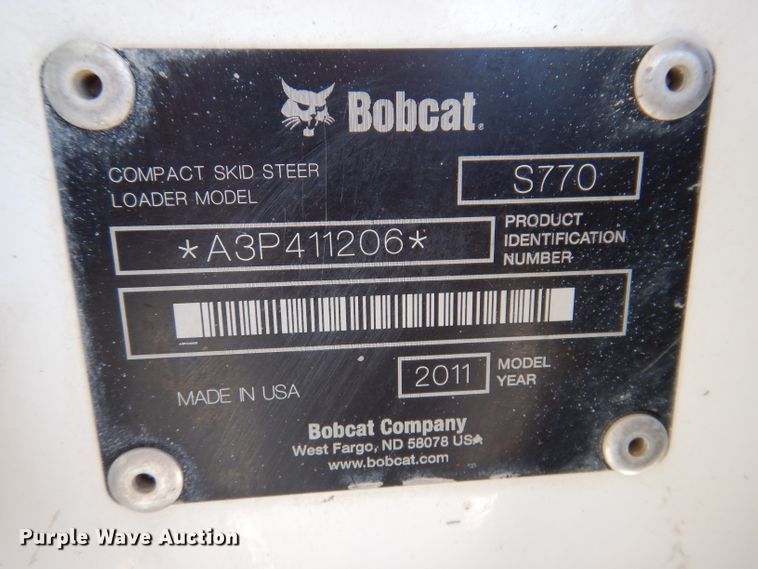 Bobcat®
COMPACT SKID STEER
LOADER MODEL
S770
*A3P411206*
PRODUCT
IDENTIFICATION
NUMBER
MADE IN USA
2011
MODEL
YEAR
Bobcat Company
West Fargo, ND 58078 USA
www.bobcat.com
Purple Wave Auction